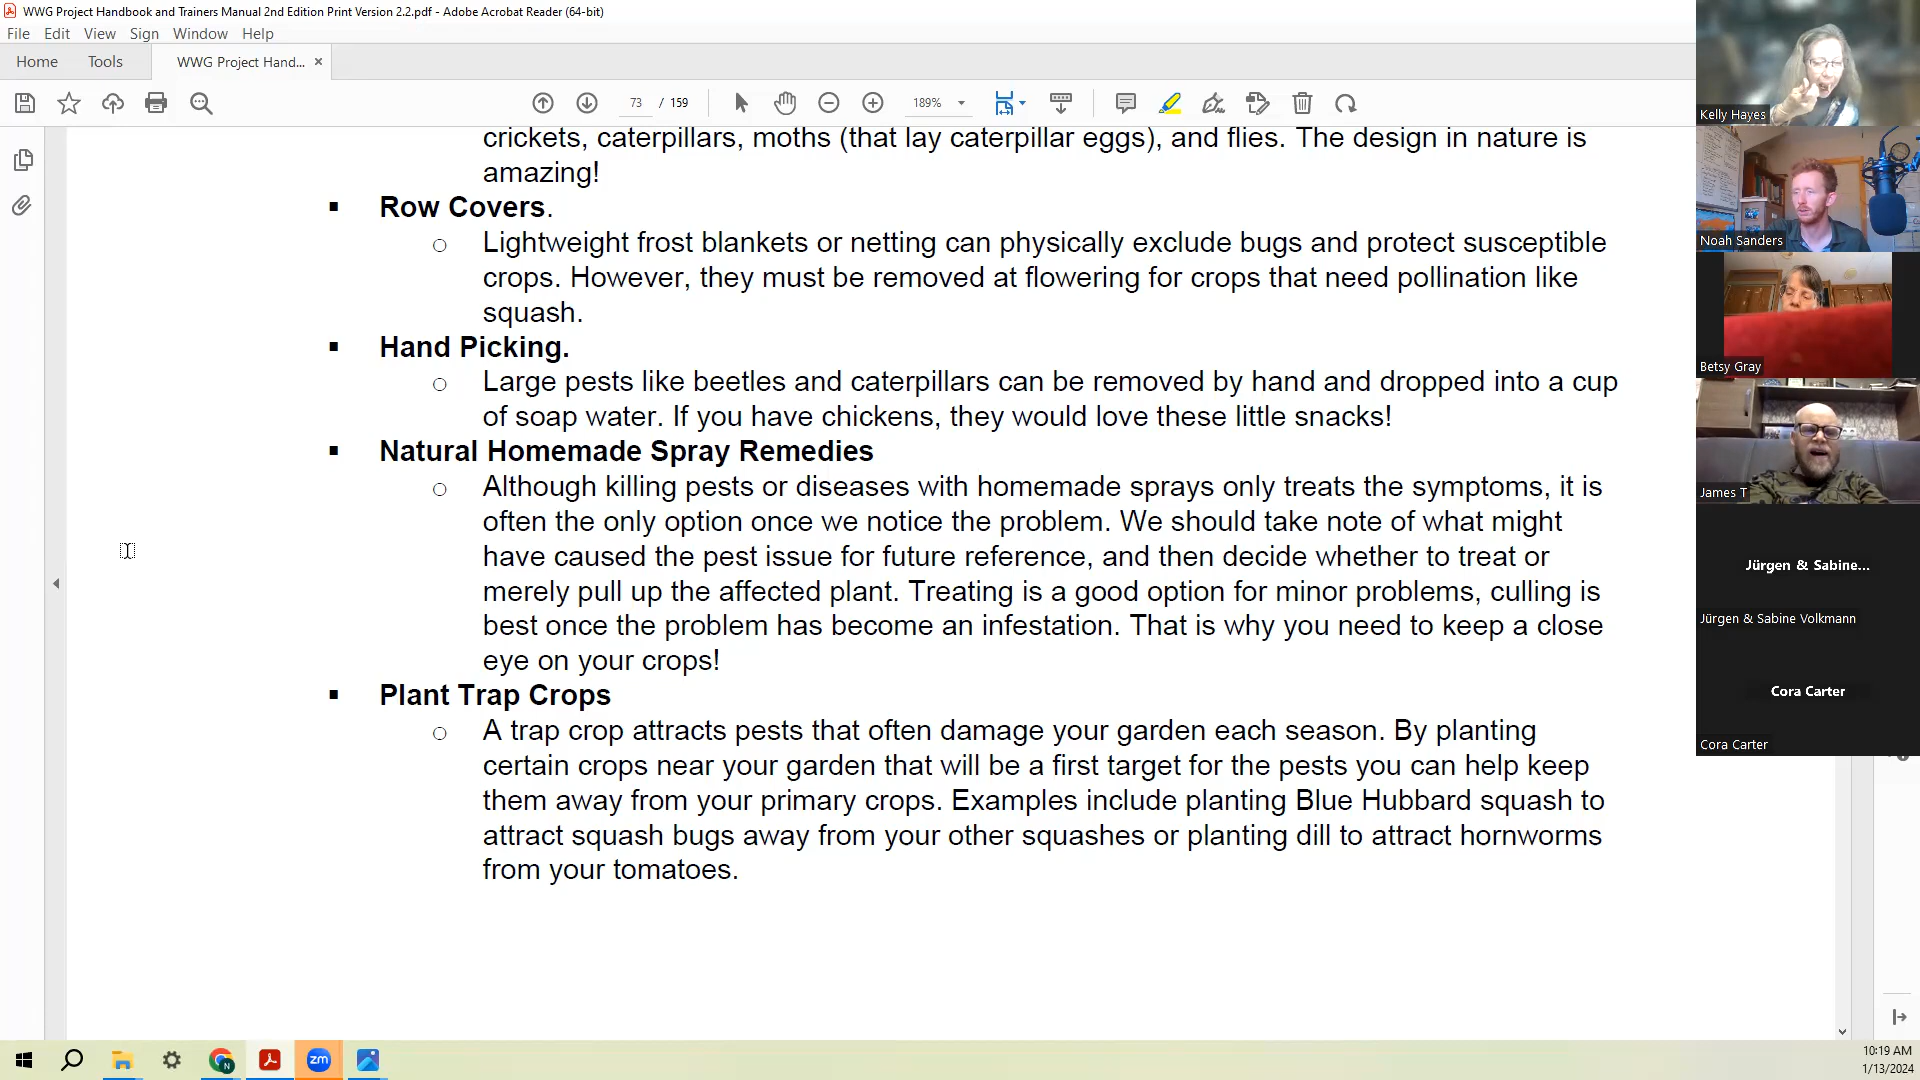 WWG Project Handbook and Trainers Manual 2nd Edition Print Version 2.2.pdf - Adobe Acrobat Reader (64-bit)
File Edit View Sign Window Help
Home Tools WWG Project Hand... ×
73 / 159 189%
crickets, caterpillars, moths (that lay caterpillar eggs), and flies. The design in nature is
amazing!
▪ Row Covers.
○ Lightweight frost blankets or netting can physically exclude bugs and protect susceptible
crops. However, they must be removed at flowering for crops that need pollination like
squash.
▪ Hand Picking.
○ Large pests like beetles and caterpillars can be removed by hand and dropped into a cup
of soap water. If you have chickens, they would love these little snacks!
▪ Natural Homemade Spray Remedies
○ Although killing pests or diseases with homemade sprays only treats the symptoms, it is
often the only option once we notice the problem. We should take note of what might
have caused the pest issue for future reference, and then decide whether to treat or
merely pull up the affected plant. Treating is a good option for minor problems, culling is
best once the problem has become an infestation. That is why you need to keep a close
eye on your crops!
▪ Plant Trap Crops
○ A trap crop attracts pests that often damage your garden each season. By planting
certain crops near your garden that will be a first target for the pests you can help keep
them away from your primary crops. Examples include planting Blue Hubbard squash to
attract squash bugs away from your other squashes or planting dill to attract hornworms
from your tomatoes.
Kelly Hayes
Noah Sanders
Betsy Gray
James T
Jürgen & Sabine...
Jürgen & Sabine Volkmann
Cora Carter
Cora Carter
zm
N
10:19 AM
1/13/2024